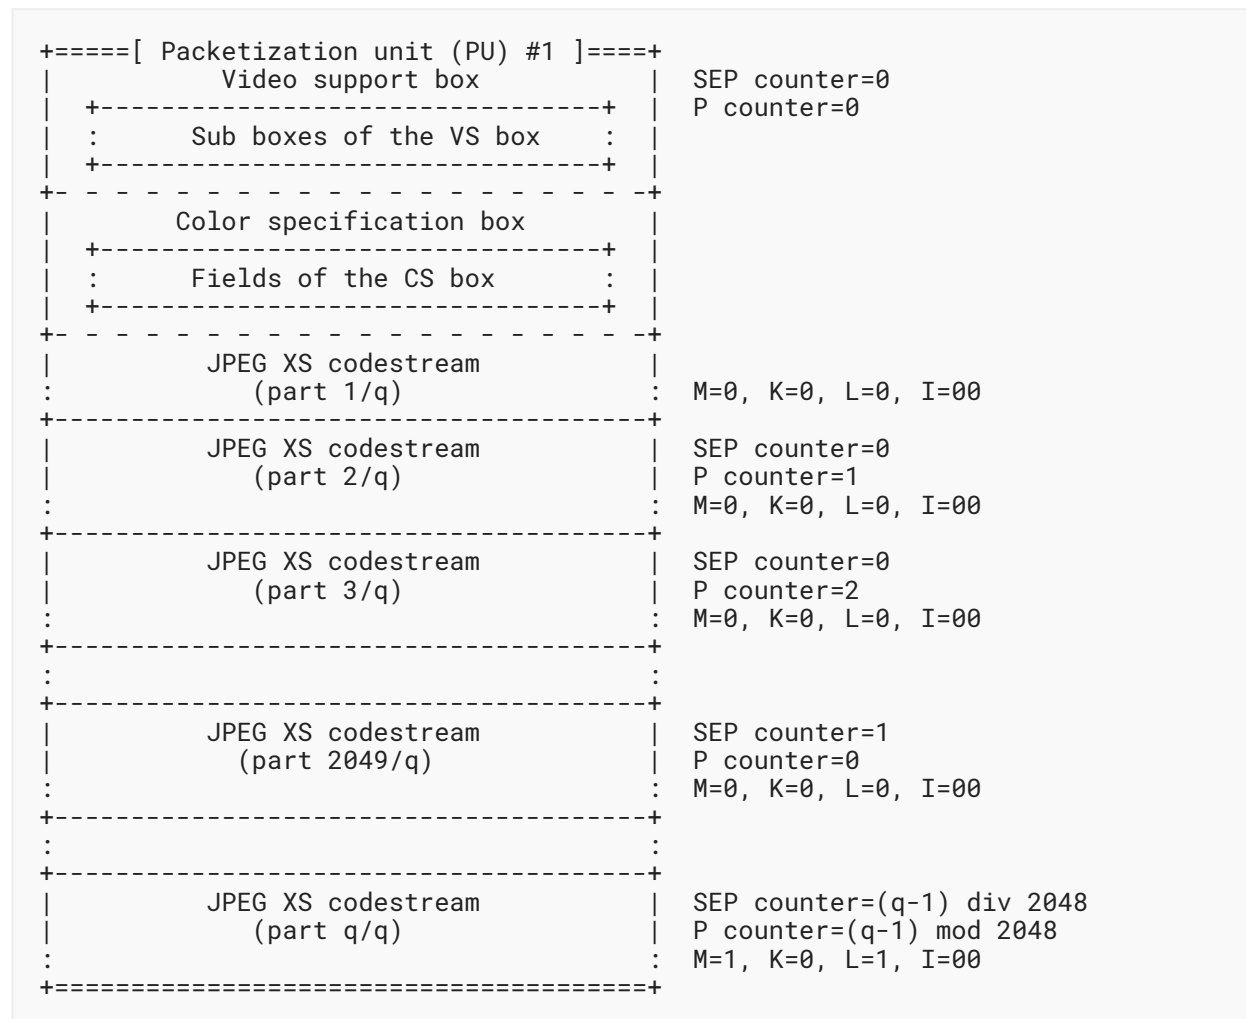 +=====[ Packetization unit (PU) #1 ]====+
|           Video support box           |  SEP counter=0
|  +---------------------------------+  |  P counter=0
|  :      Sub boxes of the VS box    :  |
|  +---------------------------------+  |
+- - - - - - - - - - - - - - - - - - - -+
|        Color specification box        |
|  +---------------------------------+  |
|  :      Fields of the CS box       :  |
|  +---------------------------------+  |
+- - - - - - - - - - - - - - - - - - - -+
|          JPEG XS codestream           |
:             (part 1/q)                :  M=0, K=0, L=0, I=00
+---------------------------------------+
|          JPEG XS codestream           |  SEP counter=0
|             (part 2/q)                |  P counter=1
:                                       :  M=0, K=0, L=0, I=00
+---------------------------------------+
|          JPEG XS codestream           |  SEP counter=0
|             (part 3/q)                |  P counter=2
:                                       :  M=0, K=0, L=0, I=00
+---------------------------------------+
:                                       :
+---------------------------------------+
|          JPEG XS codestream           |  SEP counter=1
|            (part 2049/q)              |  P counter=0
:                                       :  M=0, K=0, L=0, I=00
+---------------------------------------+
:                                       :
+---------------------------------------+
|          JPEG XS codestream           |  SEP counter=(q-1) div 2048
|             (part q/q)                |  P counter=(q-1) mod 2048
:                                       :  M=1, K=0, L=1, I=00
+=======================================+